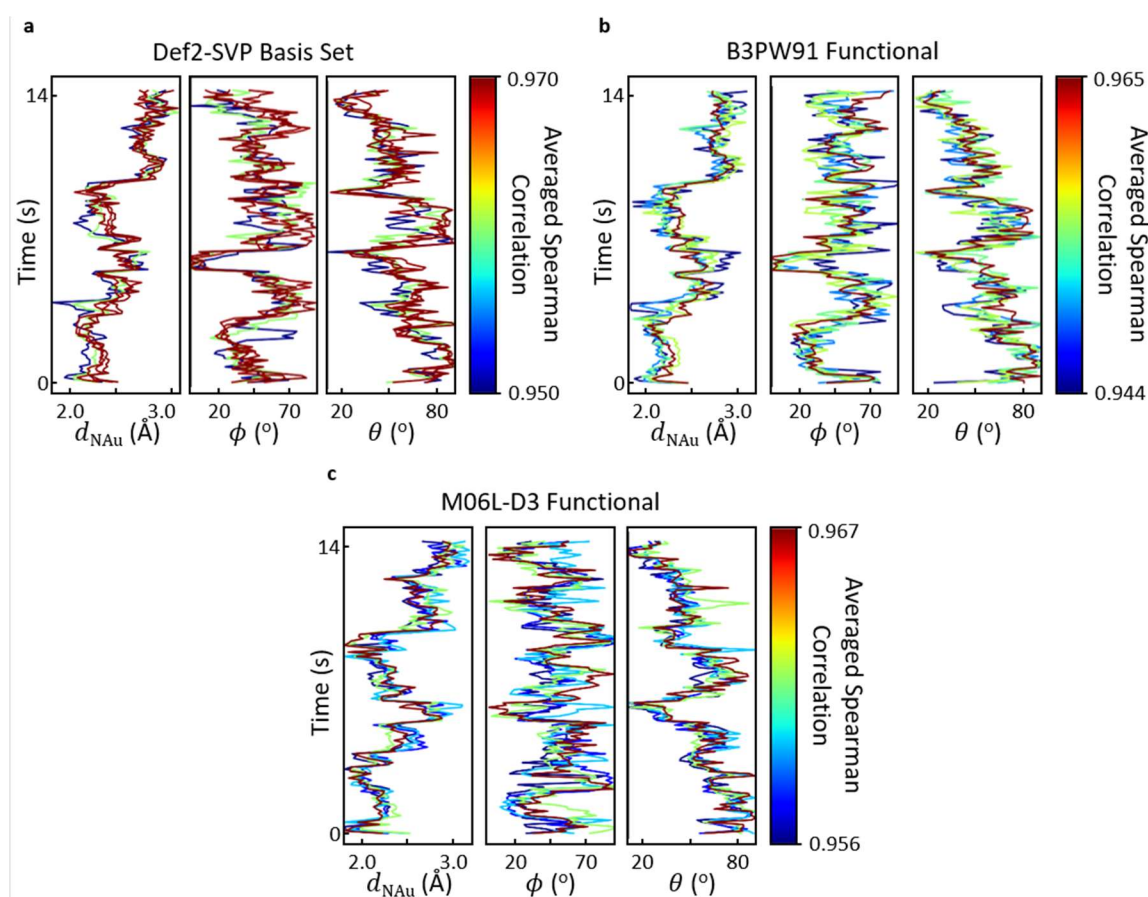 a
Def2-SVP Basis Set
14
0
Time (s)
2.0 3.0
d_NAu (Å)
70
ϕ (°)
20 80
θ (°)
0.970
0.950
Averaged Spearman
Correlation
b
B3PW91 Functional
14
0
Time (s)
2.0 3.0
d_NAu (Å)
20 70
ϕ (°)
20 80
θ (°)
0.965
0.944
Averaged Spearman
Correlation
c
M06L-D3 Functional
14
0
Time (s)
2.0 3.0
d_NAu (Å)
20 70
ϕ (°)
20 80
θ (°)
0.967
0.956
Averaged Spearman
Correlation